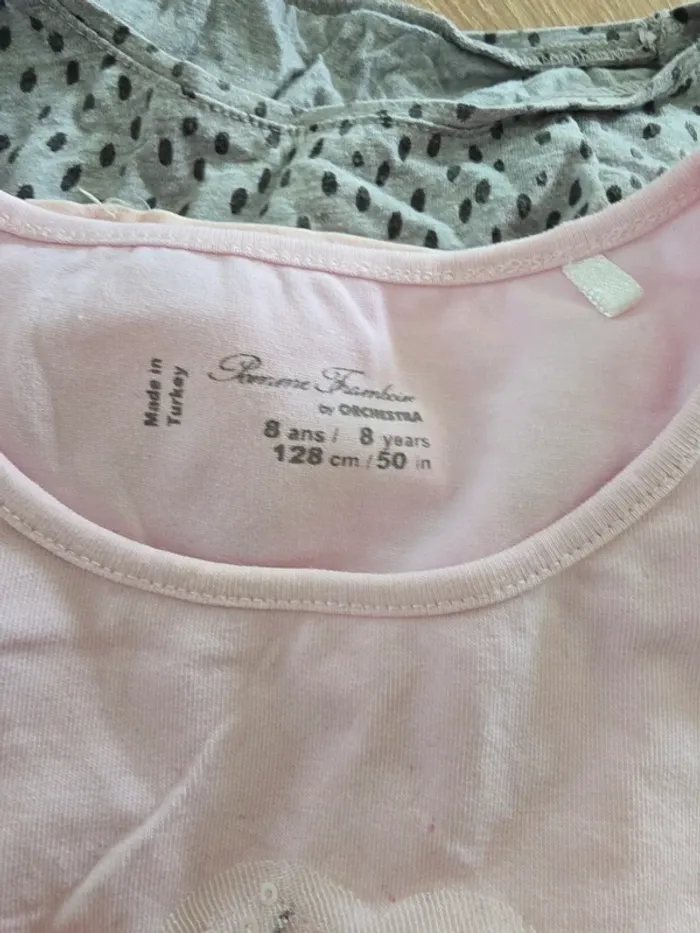 Made in
Turkey
Pomme Framboise
by ORCHESTRA
8 ans / 8 years
128 cm / 50 in